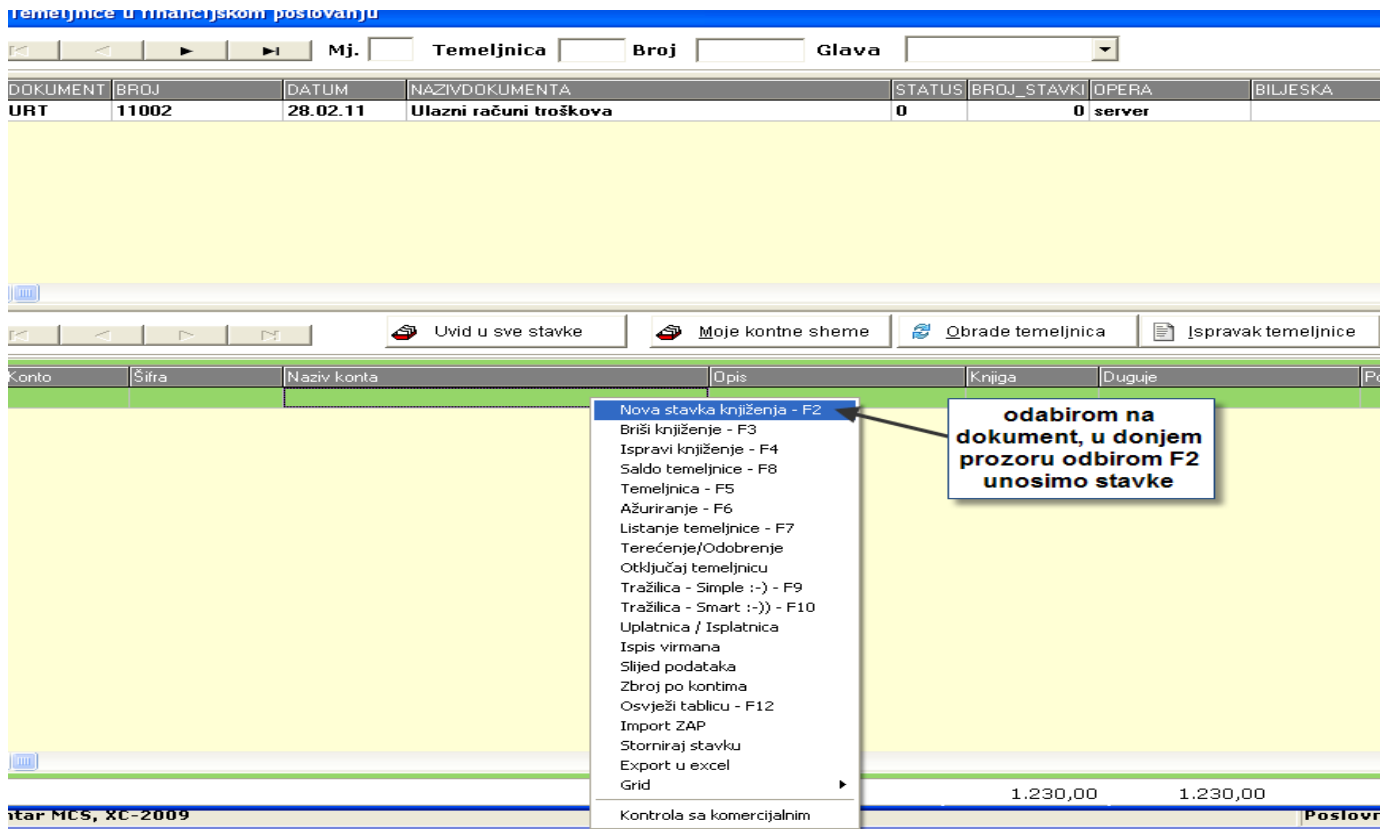 Temeljnice u financijskom poslovanju
Mj. Temeljnica Broj Glava
DOKUMENT BROJ DATUM NAZIVDOKUMENTA STATUS BROJ_STAVKI OPERA BILJESKA
URT 11002 28.02.11 Ulazni računi troškova 0 0 server
Uvid u sve stavke Moje kontne sheme Obrade temeljnica Ispravak temeljnice
Konto Šifra Naziv konta Opis Knjiga Duguje Po
Nova stavka knjiženja - F2
Briši knjiženje - F3
Ispravi knjiženje - F4
Saldo temeljnice - F8
Temeljnica - F5
Ažuriranje - F6
Listanje temeljnice - F7
Terećenje/Odobrenje
Otključaj temeljnicu
Tražilica - Simple :-) - F9
Tražilica - Smart :-)) - F10
Uplatnica / Isplatnica
Ispis virmana
Slijed podataka
Zbroj po kontima
Osvježi tablicu - F12
Import ZAP
Storniraj stavku
Export u excel
Grid
Kontrola sa komercijalnim
odabirom na
dokument, u donjem
prozoru odbirom F2
unosimo stavke
1.230,00 1.230,00
ntar MCS, XC-2009 Poslovn